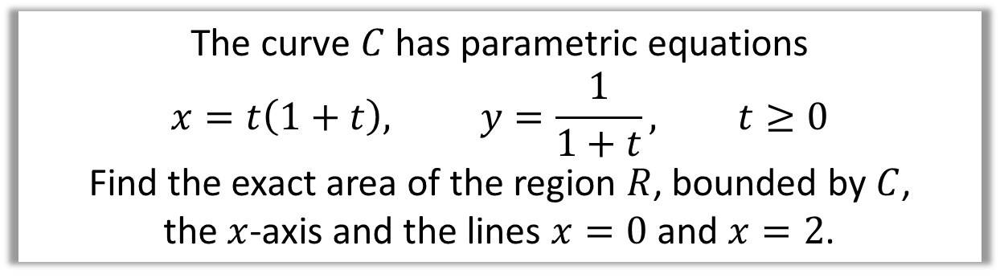 The curve C has parametric equations
x = t(1 + t), y = 1/(1 + t), t ≥ 0
Find the exact area of the region R, bounded by C,
the x-axis and the lines x = 0 and x = 2.